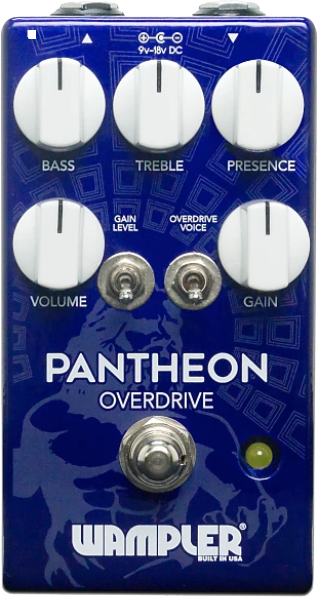 9v-18v DC
BASS
TREBLE
PRESENCE
GAIN
LEVEL
OVERDRIVE
VOICE
VOLUME
GAIN
PANTHEON
OVERDRIVE
WAMPLER®
BUILT IN USA